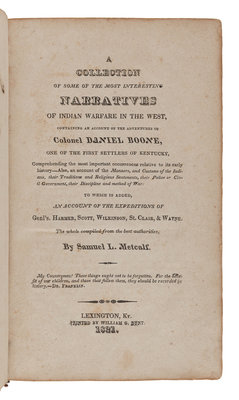 A
COLLECTION
OF SOME OF THE MOST INTERESTING
NARRATIVES
OF INDIAN WARFARE IN THE WEST,
CONTAINING AN ACCOUNT OF THE ADVENTURES OF
Colonel DANIEL BOONE,
ONE OF THE FIRST SETTLERS OF KENTUCKY,
Comprehending the most important occurrences relative to its early
history—Also, an account of the Manners, and Customs of the Indi-
ans, their Traditions and Religious Sentiments, their Police or Ci-
vil Government, their Discipline and method of War:
TO WHICH IS ADDED,
AN ACCOUNT OF THE EXPEDITIONS OF
Genl's. Harmer, Scott, Wilkinson, St. Clair, & Wayne.
The whole compiled from the best authorities,
By Samuel L. Metcalf.
My Countrymen! These things ought not to be forgotten. For the bene-
fit of our children, and those that follow them, they should be recorded in
history.—Dr.
LEXINGTON, Ky.
PRINTED BY WILLIAM G. HUNT.
1821.